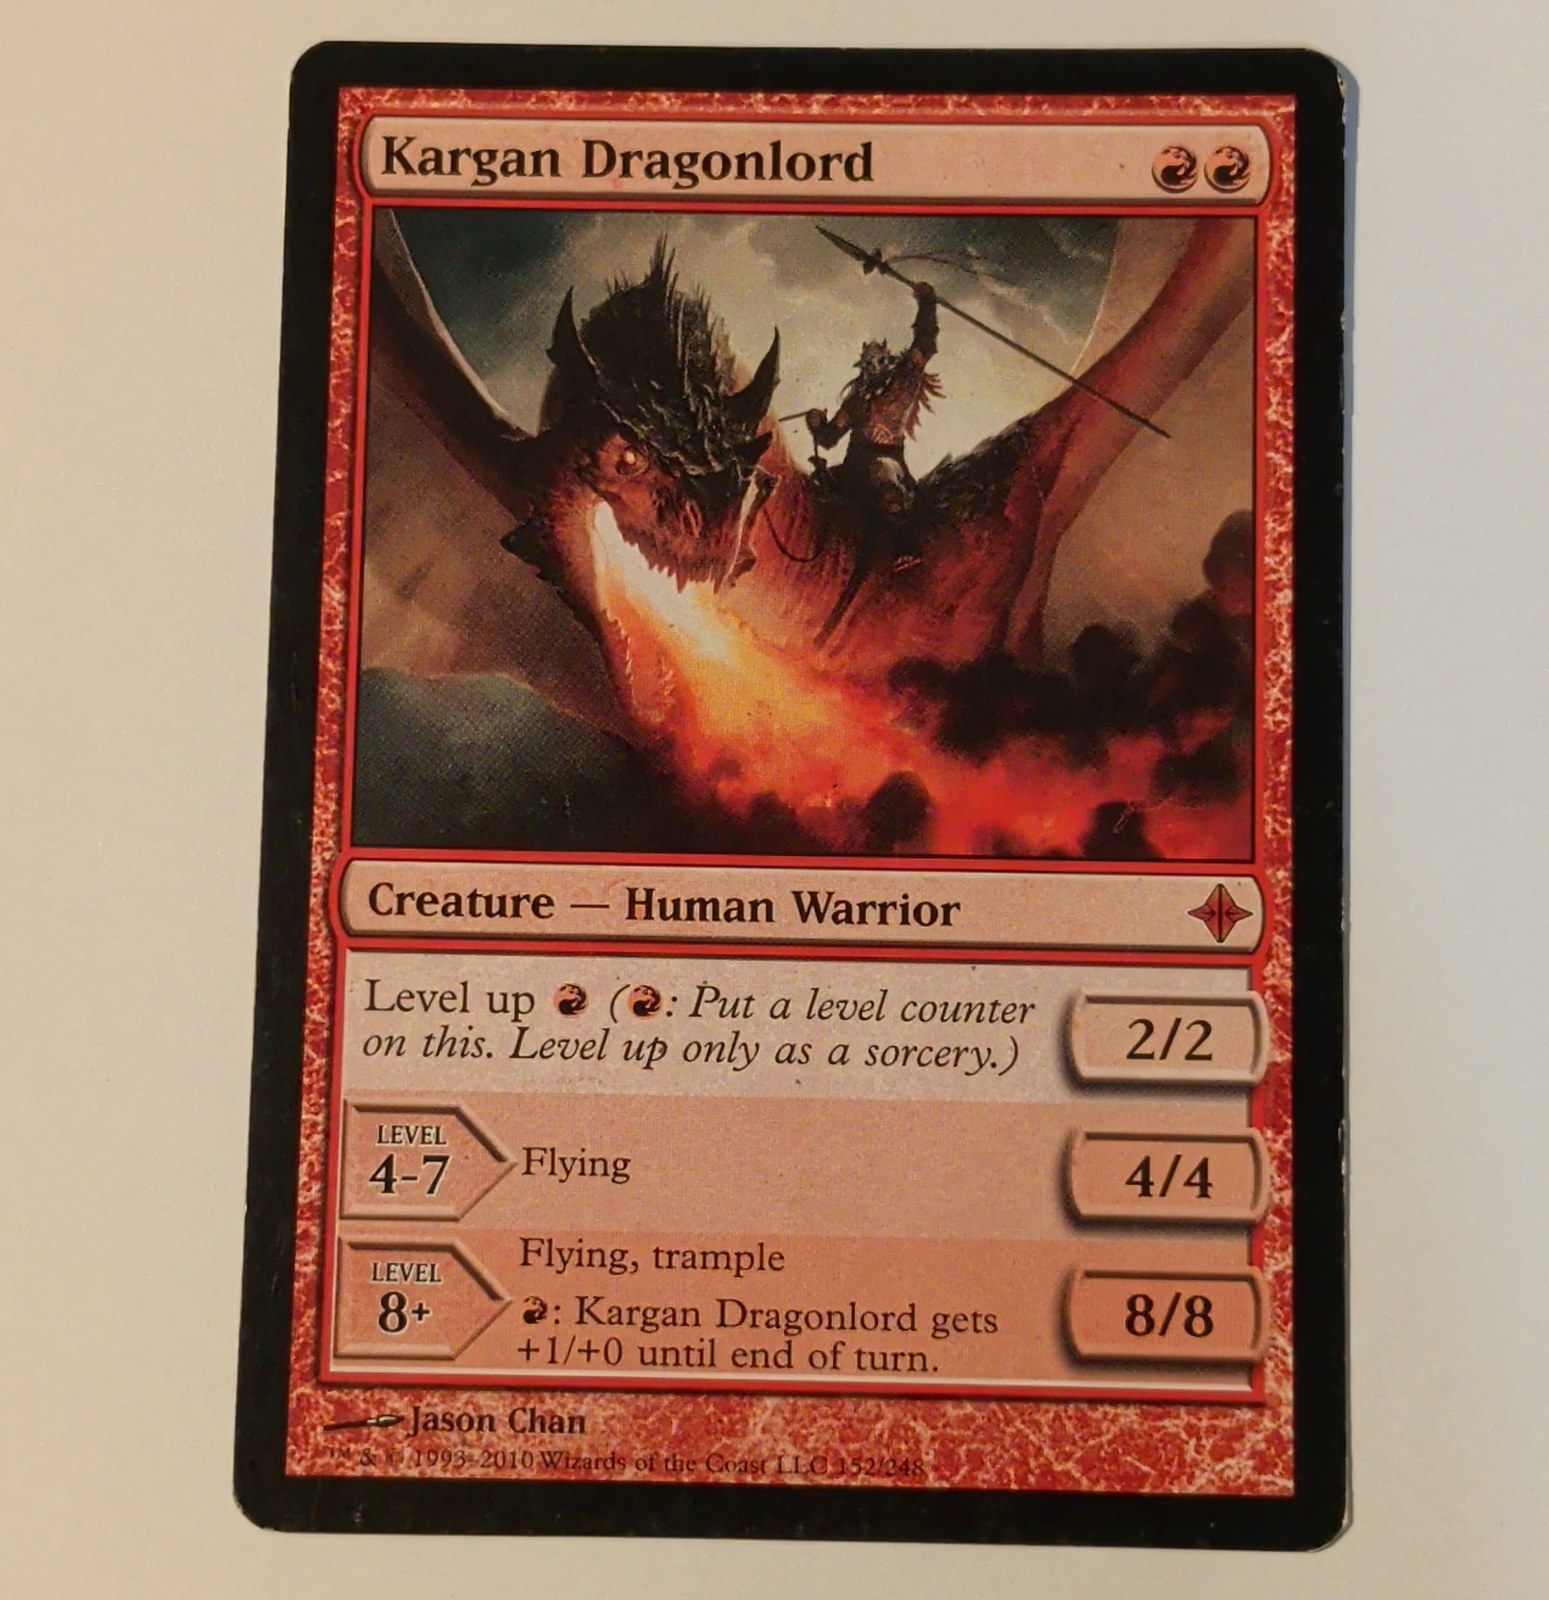 Kargan Dragonlord
Creature — Human Warrior
Level up (: Put a level counter
on this. Level up only as a sorcery.)
2/2
LEVEL
4-7
Flying
4/4
LEVEL
8+
Flying, trample
: Kargan Dragonlord gets
+1/+0 until end of turn.
8/8
Jason Chan
™ & © 1993–2010 Wizards of the Coast LLC 152/248